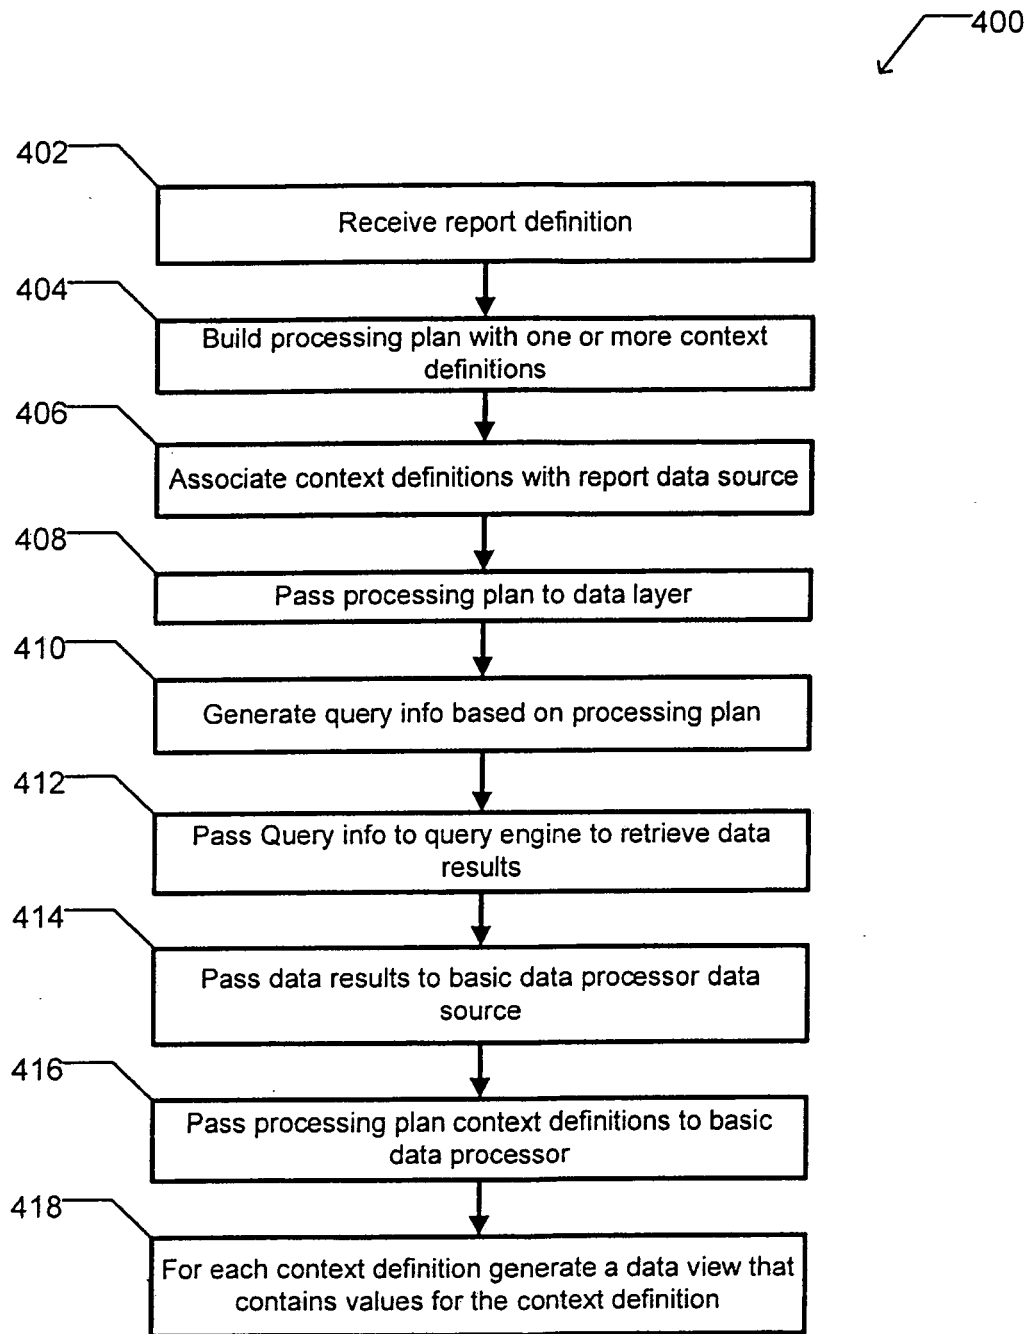 400
402
Receive report definition
404
Build processing plan with one or more context
definitions
406
Associate context definitions with report data source
408
Pass processing plan to data layer
410
Generate query info based on processing plan
412
Pass Query info to query engine to retrieve data
results
414
Pass data results to basic data processor data
source
416
Pass processing plan context definitions to basic
data processor
418
For each context definition generate a data view that
contains values for the context definition